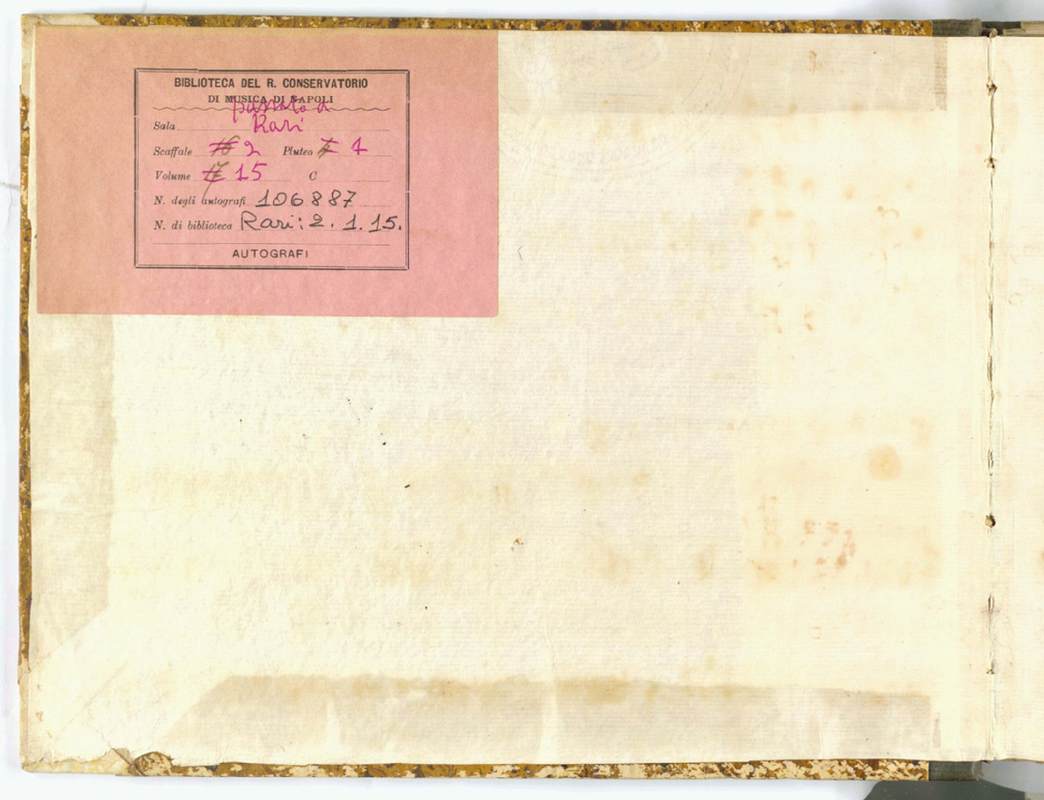 BIBLIOTECA DEL R. CONSERVATORIO
DI MUSICA DI NAPOLI
passato a
Sala Rari
Scaffale 2 Pluteo 1
Volume 15 C
N. degli autografi 106887
N. di biblioteca Rari: 2. 1. 15.
AUTOGRAFI